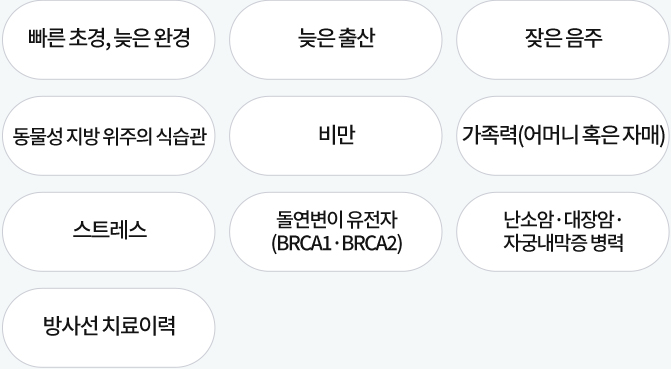 빠른 초경, 늦은 완경
늦은 출산
잦은 음주
동물성 지방 위주의 식습관
비만
가족력(어머니 혹은 자매)
스트레스
돌연변이 유전자
(BRCA1·BRCA2)
난소암·대장암·
자궁내막증 병력
방사선 치료이력